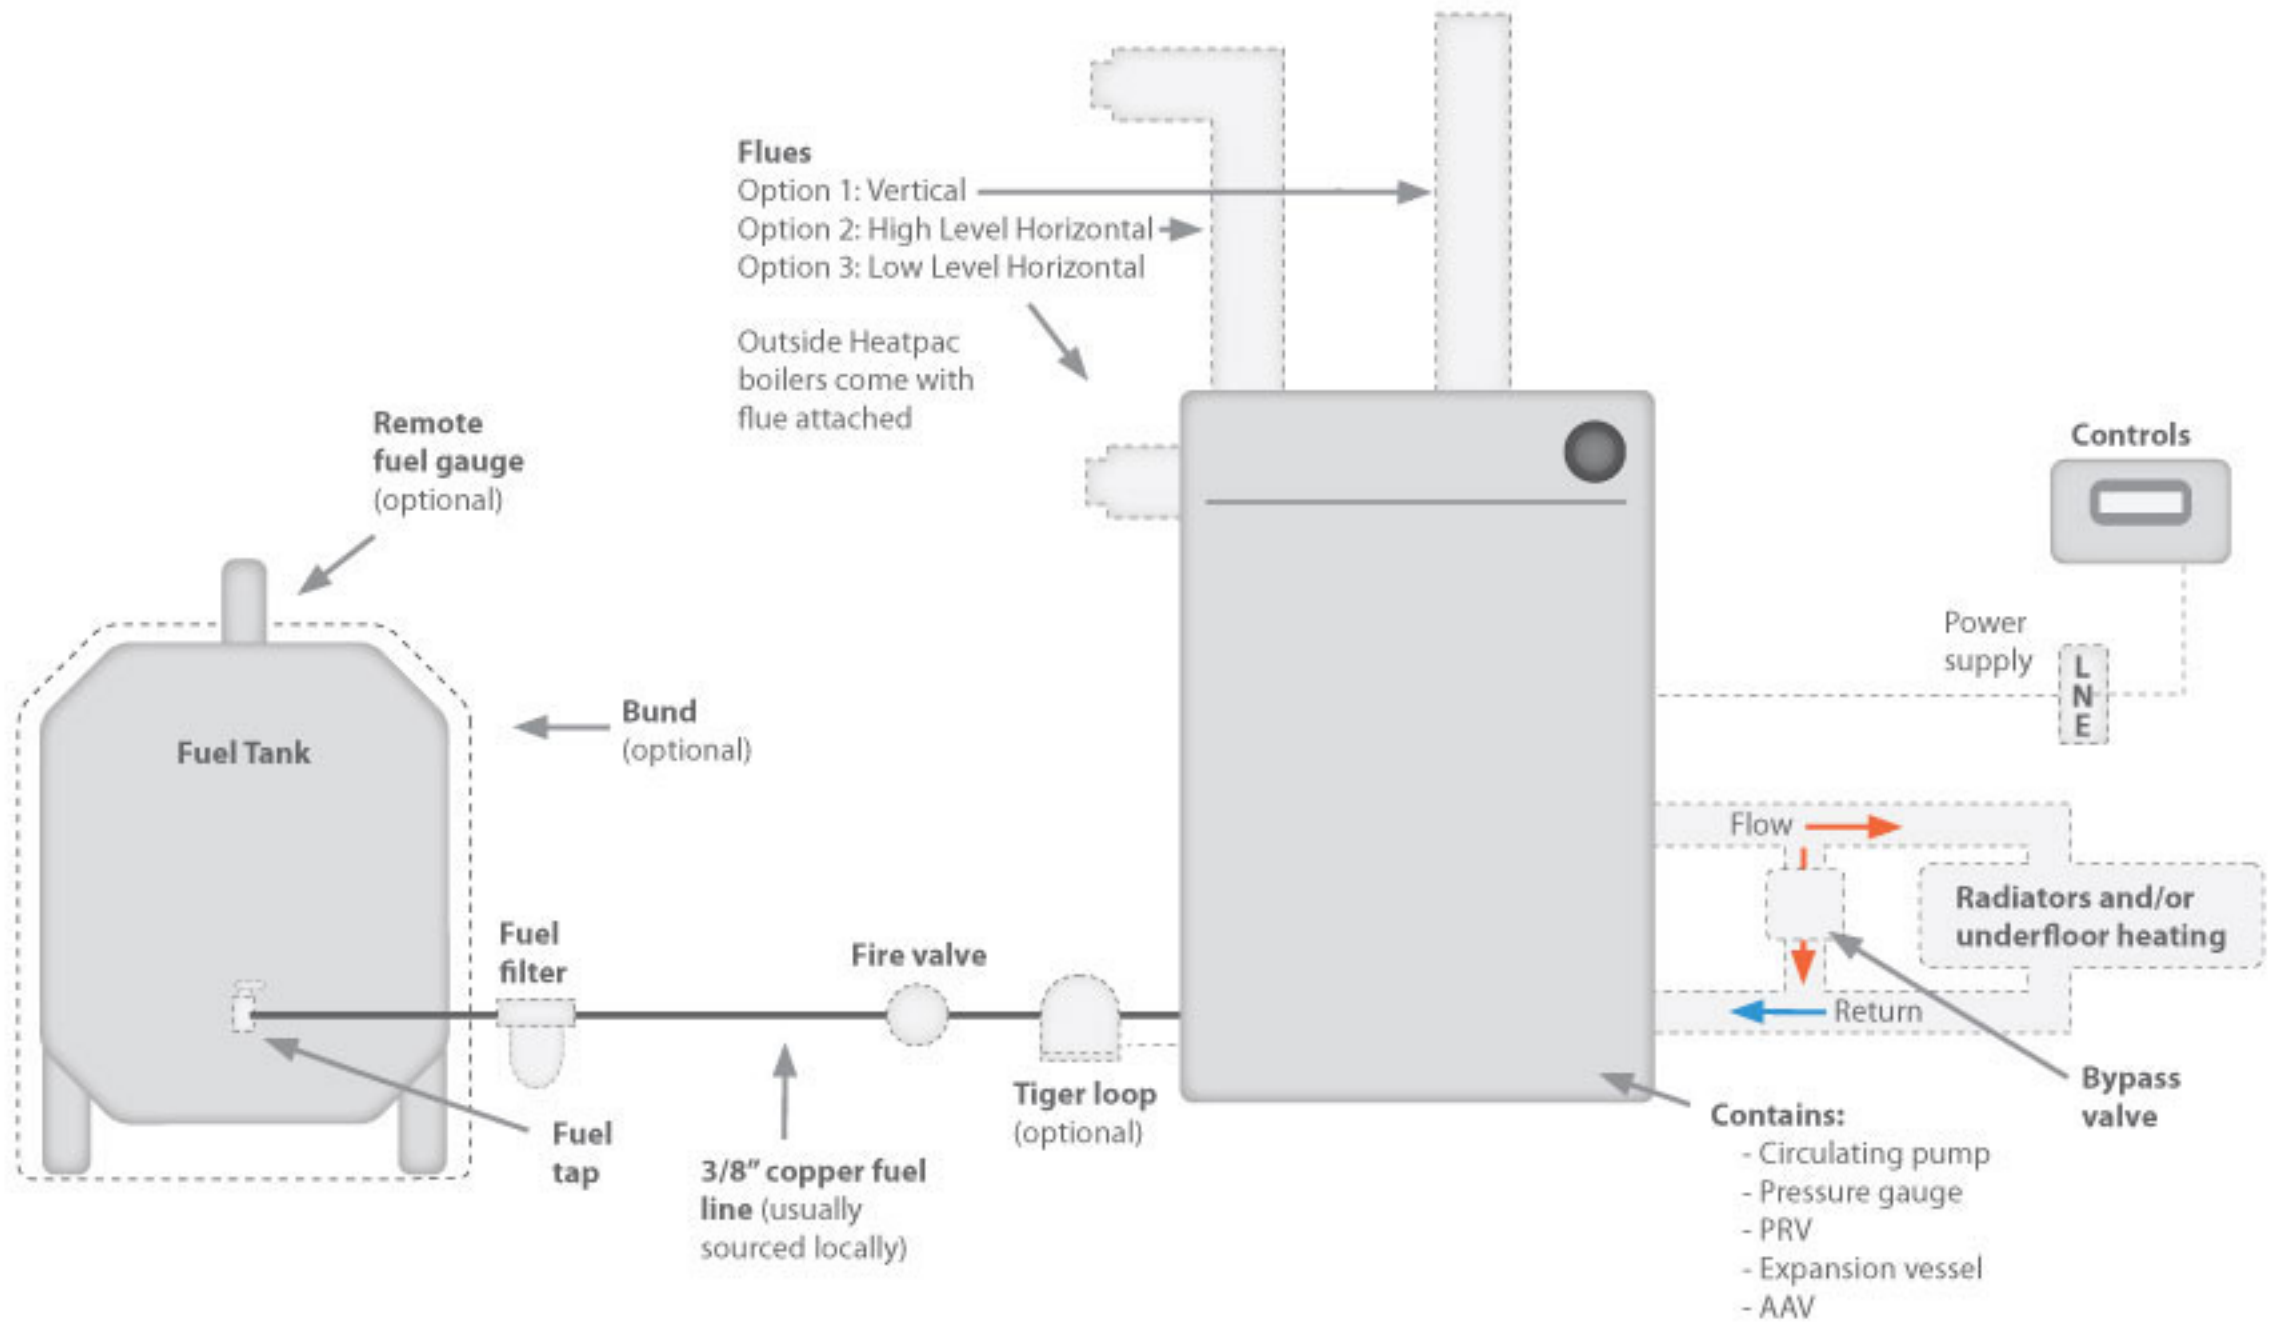 Flues
Option 1: Vertical
Option 2: High Level Horizontal
Option 3: Low Level Horizontal
Outside Heatpac
boilers come with
flue attached
Remote
fuel gauge
(optional)
Controls
Power
supply
L
N
E
Bund
(optional)
Fuel Tank
Flow
Radiators and/or
underfloor heating
Return
Fuel
filter
Fire valve
Tiger loop
(optional)
Fuel
tap
3/8" copper fuel
line (usually
sourced locally)
Bypass
valve
Contains:
- Circulating pump
- Pressure gauge
- PRV
- Expansion vessel
- AAV